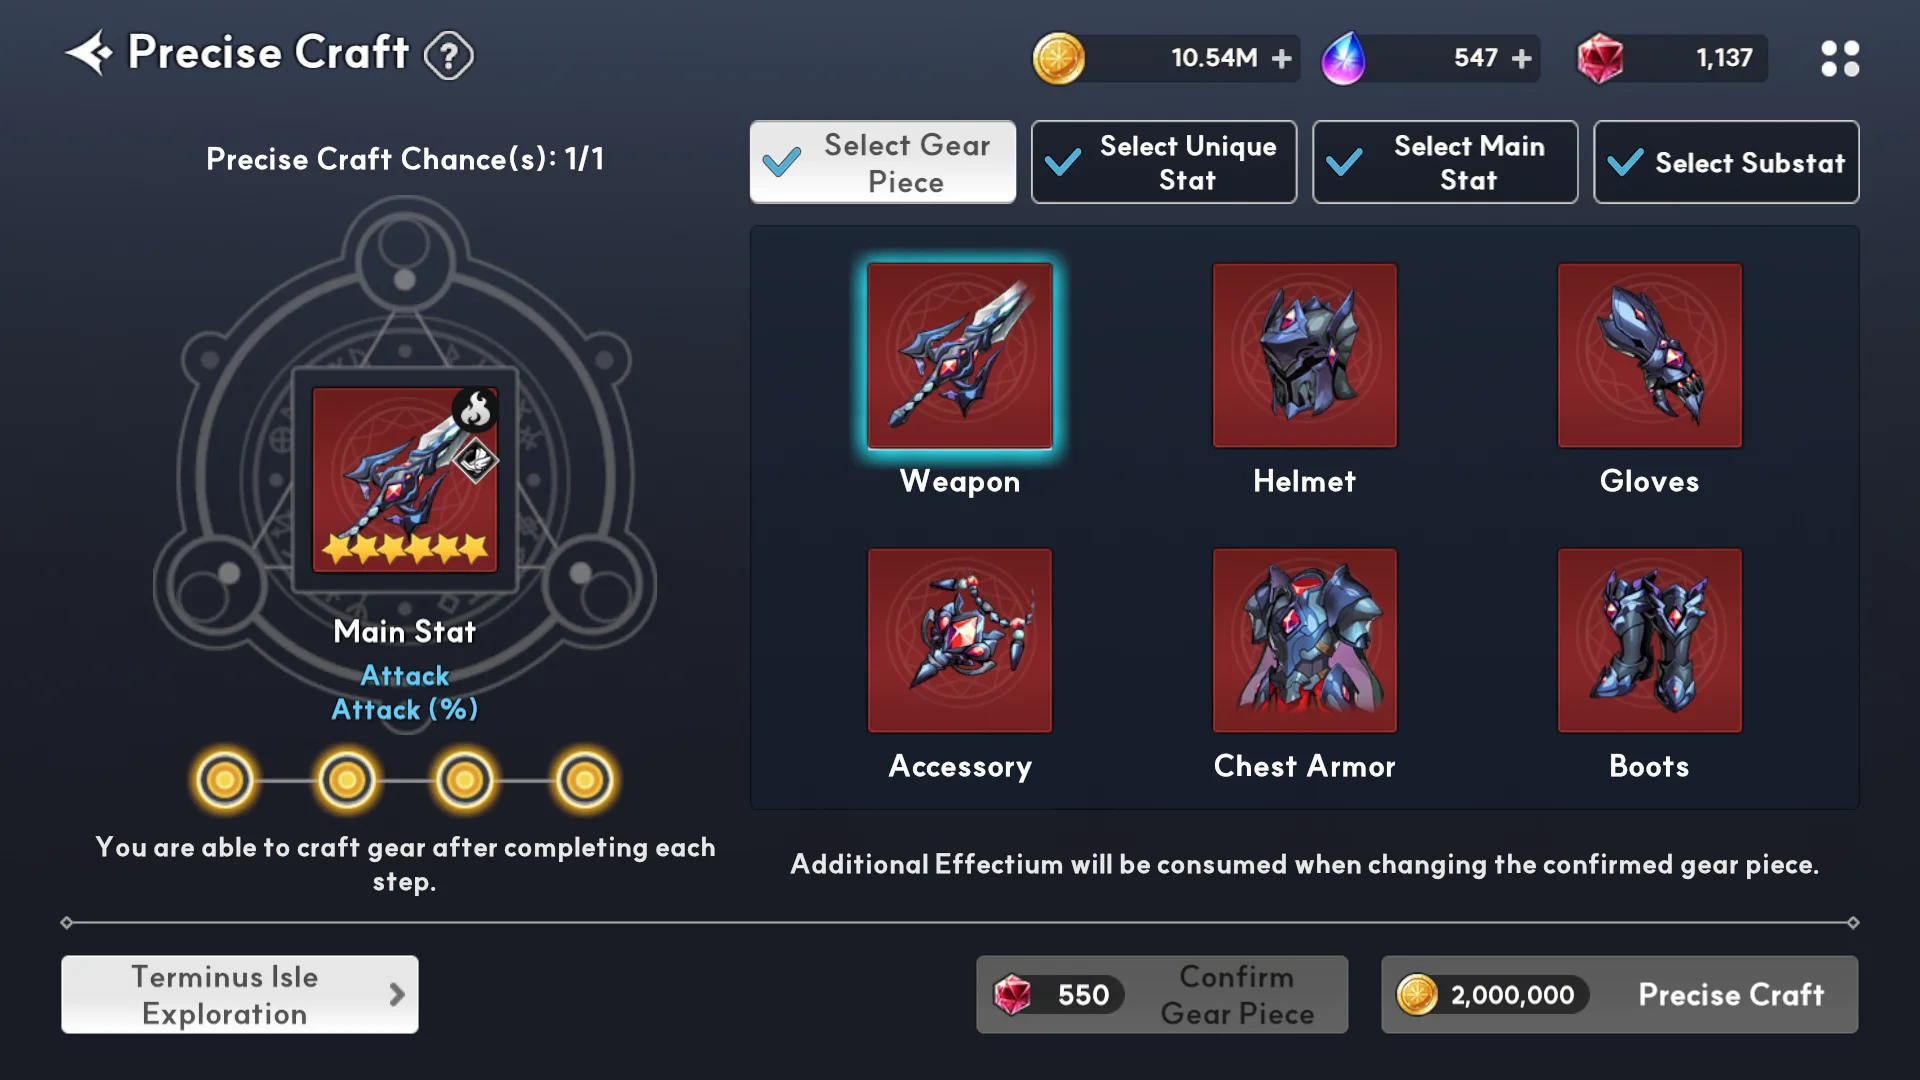 Precise Craft ?
10.54M +
547 +
1,137
Precise Craft Chance(s): 1/1
Select Gear
Piece
Select Unique
Stat
Select Main
Stat
Select Substat
Main Stat
Attack
Attack (%)
You are able to craft gear after completing each
step.
Weapon
Helmet
Gloves
Accessory
Chest Armor
Boots
Additional Effectium will be consumed when changing the confirmed gear piece.
Terminus Isle
Exploration
550
Confirm
Gear Piece
2,000,000
Precise Craft